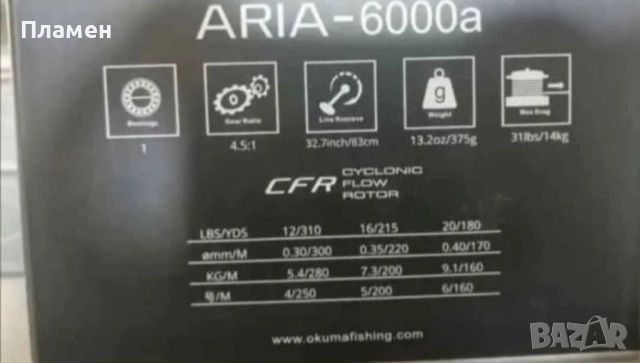 Пламен
ARIA-6000a
Bearings
Gear Ratio
Line Retrieve
g
Weight
Max Drag
1
4.5:1
32.7inch/83cm
13.2oz/375g
31lbs/14kg
CFR CYCLONIC FLOW ROTOR
LBS/YDS 12/310 16/215 20/180
ømm/M 0.30/300 0.35/220 0.40/170
KG/M 5.4/280 7.3/200 9.1/160
号/M 4/250 5/200 6/160
www.okumafishing.com
BAZAR
bg